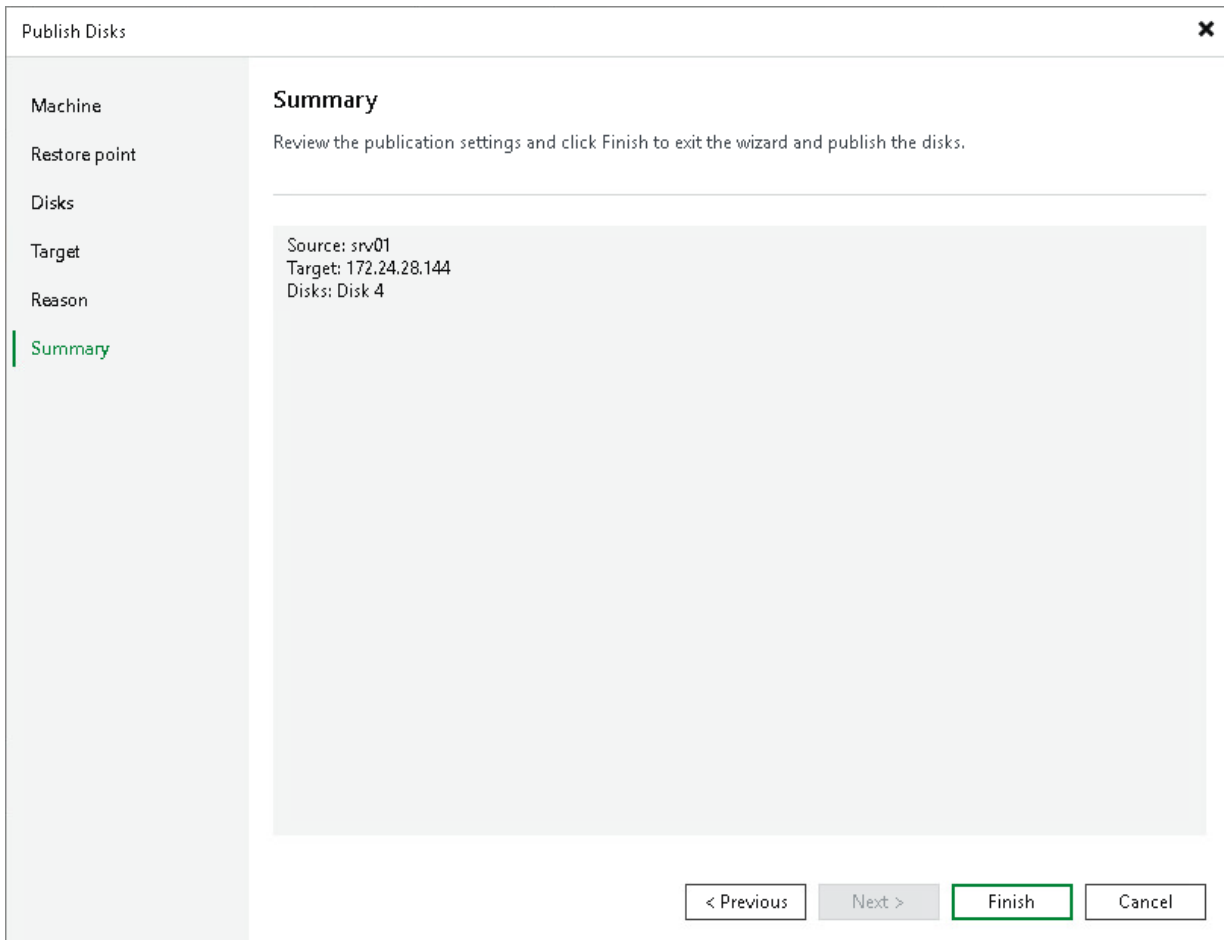 Publish Disks
Machine
Restore point
Disks
Target
Reason
Summary
Summary
Review the publication settings and click Finish to exit the wizard and publish the disks.
Source: srv01
Target: 172.24.28.144
Disks: Disk 4
< Previous
Next >
Finish
Cancel